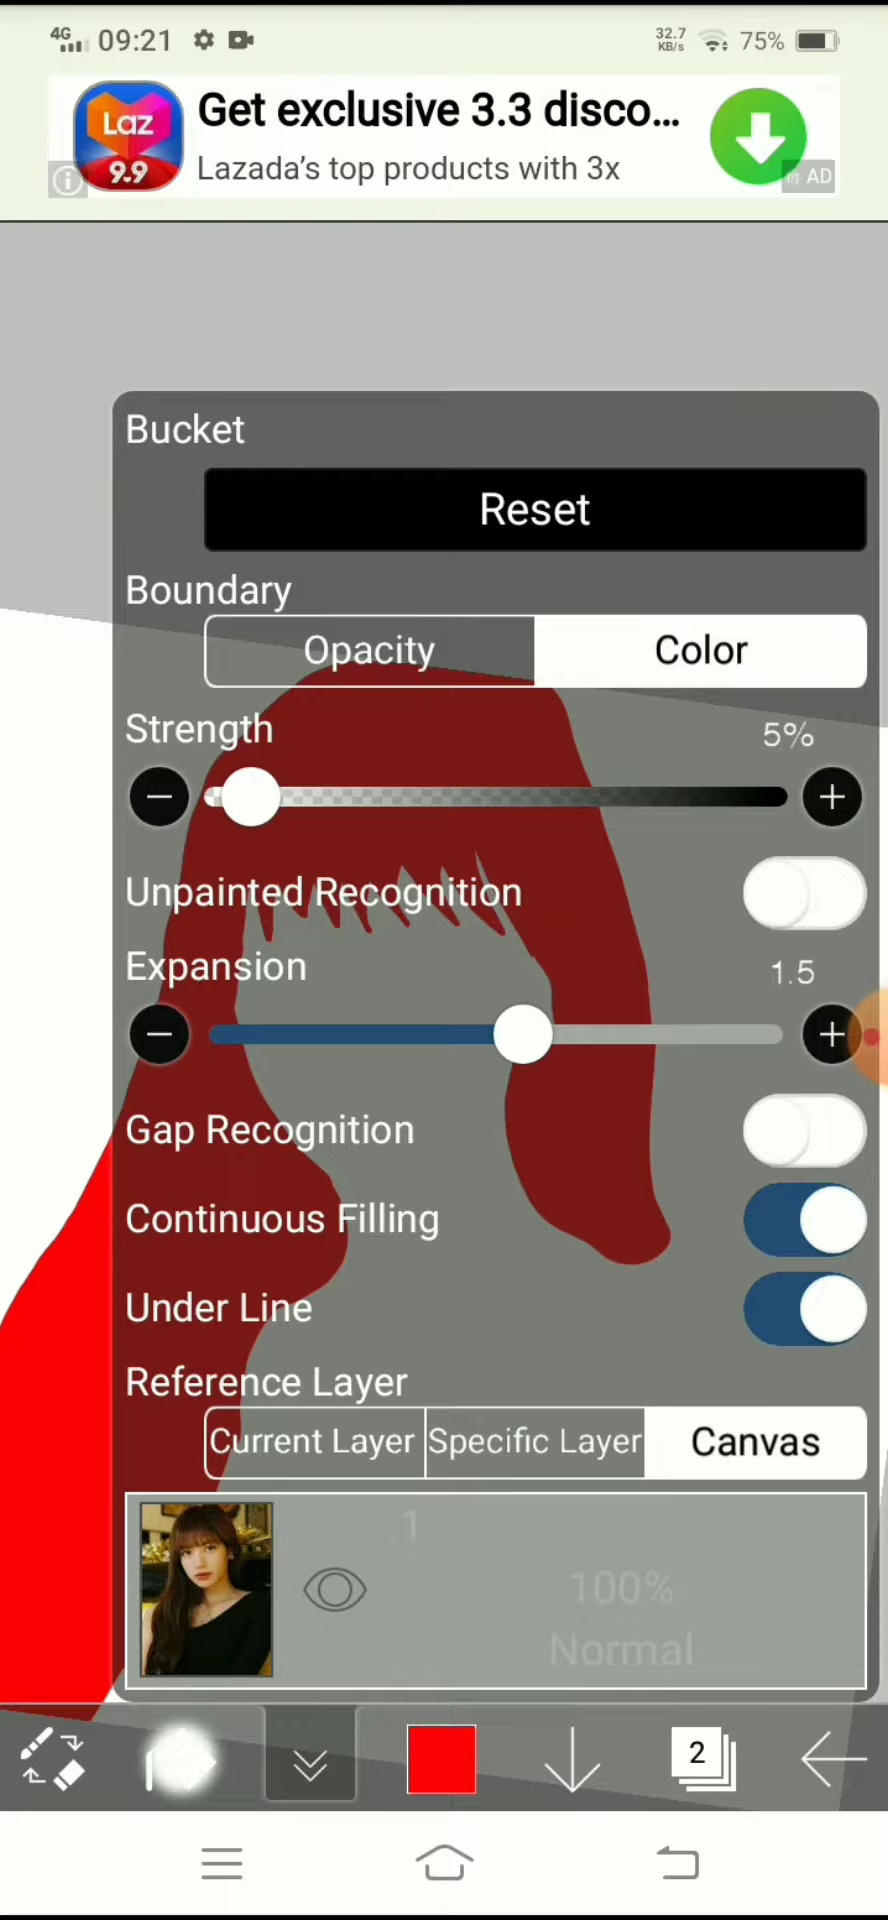 4G 09:21 32.7 KB/s 75%
Laz
9.9
Get exclusive 3.3 disco...
Lazada's top products with 3x
AD
Bucket
Reset
Boundary
Opacity Color
Strength 5%
Unpainted Recognition
Expansion 1.5
Gap Recognition
Continuous Filling
Under Line
Reference Layer
Current Layer Specific Layer Canvas
1
100%
Normal
2